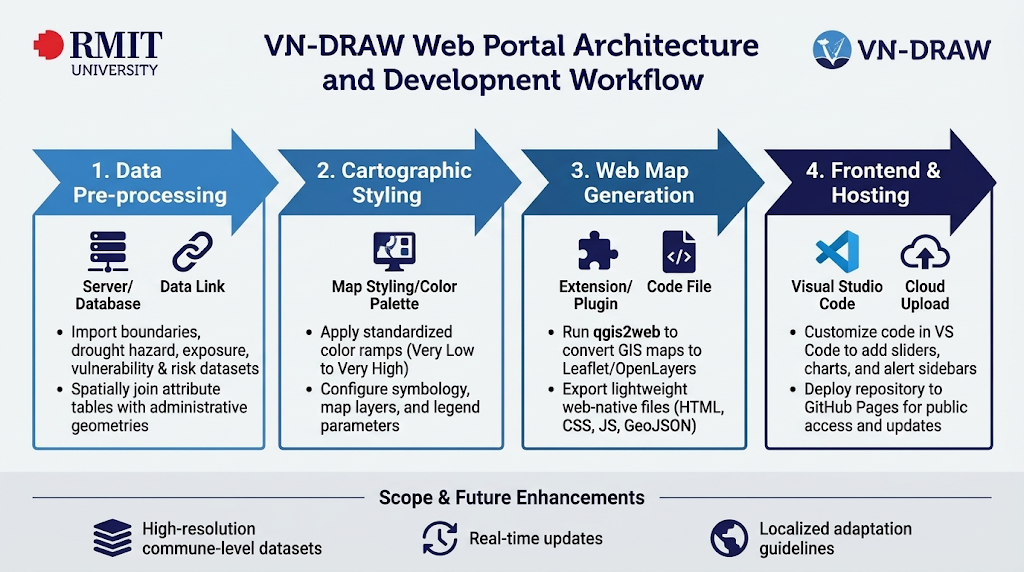 RMIT
UNIVERSITY
VN-DRAW Web Portal Architecture
and Development Workflow
VN-DRAW
1. Data
Pre-processing
Server/
Database
Data Link
• Import boundaries,
drought hazard, exposure,
vulnerability & risk datasets
• Spatially join attribute
tables with administrative
geometries
2. Cartographic
Styling
Map Styling/Color
Palette
• Apply standardized
color ramps (Very Low
to Very High)
• Configure symbology,
map layers, and legend
parameters
3. Web Map
Generation
Extension/
Plugin
Code File
</>
• Run qgis2web to
convert GIS maps to
Leaflet/OpenLayers
• Export lightweight
web-native files (HTML,
CSS, JS, GeoJSON)
4. Frontend &
Hosting
Visual Studio
Code
Cloud
Upload
• Customize code in VS
Code to add sliders,
charts, and alert sidebars
• Deploy repository to
GitHub Pages for public
access and updates
Scope & Future Enhancements
High-resolution
commune-level datasets
Real-time updates
Localized adaptation
guidelines